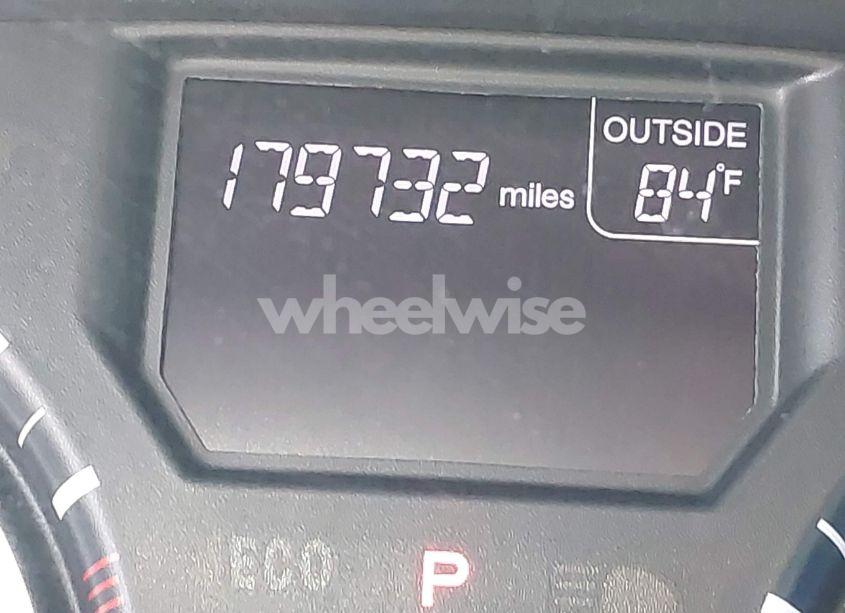 179732 miles
OUTSIDE
84°F
wheelwise
ECO
P